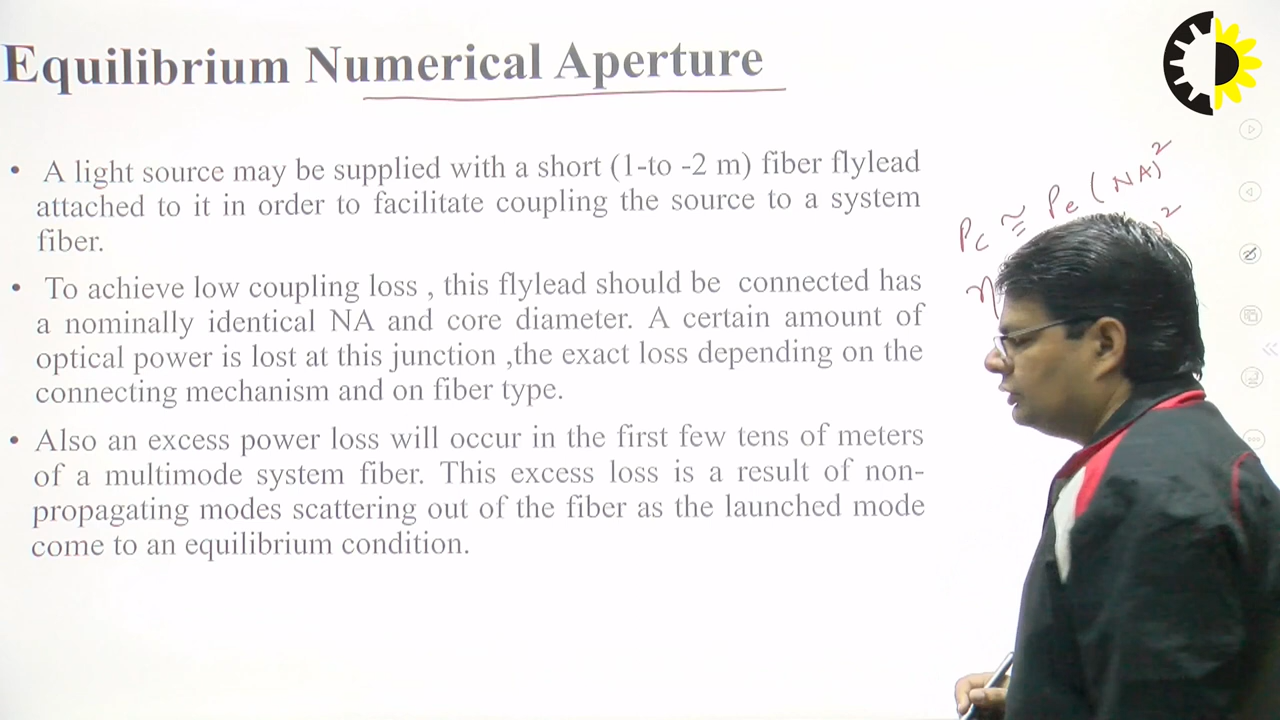 Equilibrium Numerical Aperture
• A light source may be supplied with a short (1-to -2 m) fiber flylead
attached to it in order to facilitate coupling the source to a system
fiber.
• To achieve low coupling loss , this flylead should be connected has
a nominally identical NA and core diameter. A certain amount of
optical power is lost at this junction ,the exact loss depending on the
connecting mechanism and on fiber type.
• Also an excess power loss will occur in the first few tens of meters
of a multimode system fiber. This excess loss is a result of non-
propagating modes scattering out of the fiber as the launched mode
come to an equilibrium condition.
Pc ≅ Pe (NA)²
η